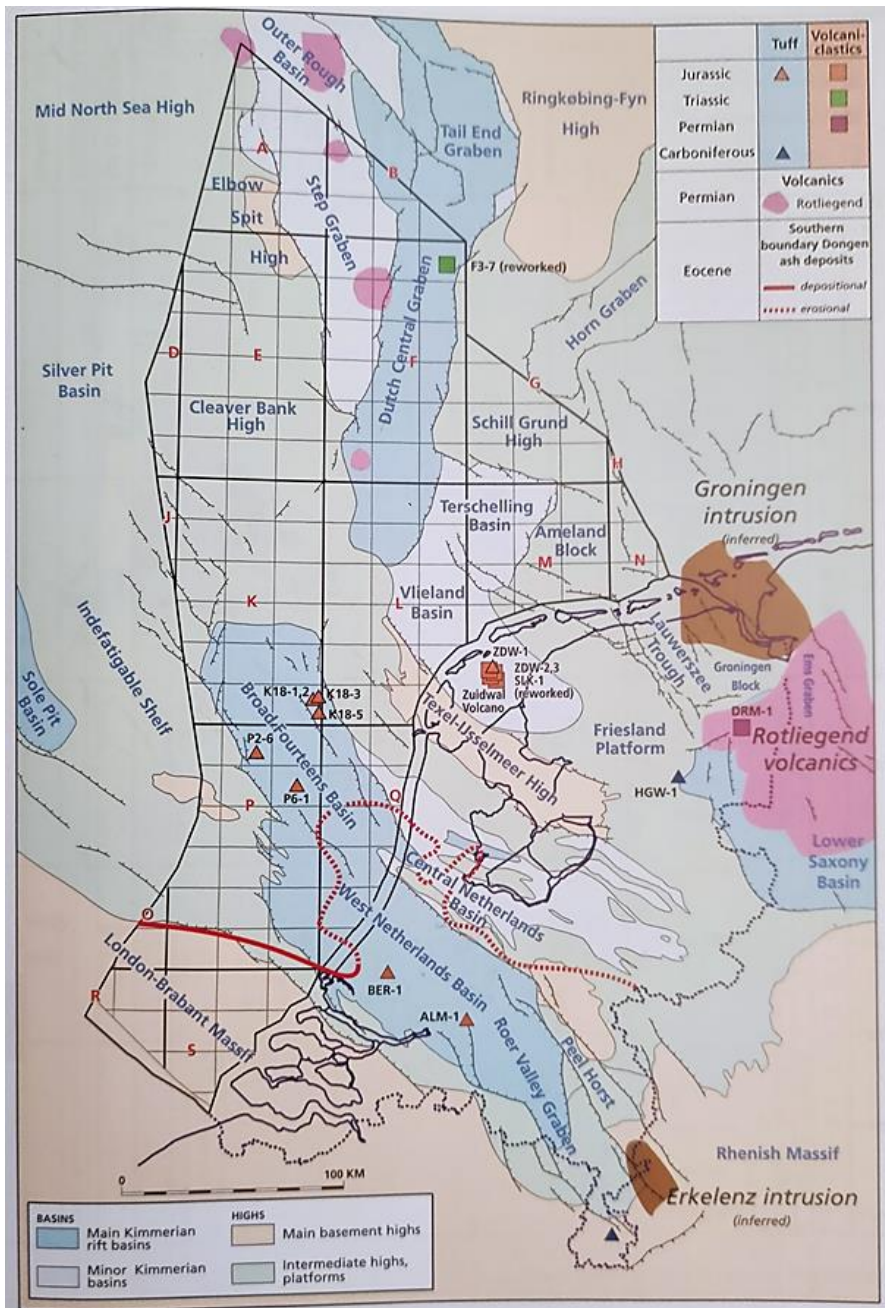 Outer Rough
Basin
Mid North Sea High
Ringkøbing-Fyn
High
Tail End
Graben
Tuff
Volcani-
clastics
Jurassic
Triassic
Permian
Carboniferous
Permian
Volcanics
Rotliegend
Eocene
Southern
boundary Dongen
ash deposits
depositional
erosional
A
B
Elbow
Spit
High
Step Graben
F3-7 (reworked)
Dutch Central Graben
Horn Graben
D
E
F
G
Silver Pit
Basin
Cleaver Bank
High
Schill Grund
High
H
Groningen
intrusion
(inferred)
J
Terschelling
Basin
Ameland
Block
M
N
K
L
Vlieland
Basin
Indefatigable Shelf
Lauwerszee
Trough
Groningen
Block
Ems Graben
ZDW-1
ZDW-2,3
SLK-1
(reworked)
Zuidwal
Volcano
Sole Pit
Basin
K18-1,2
K18-3
K18-5
Broad Fourteens Basin
Texel-IJsselmeer High
Friesland
Platform
DRM-1
Rotliegend
volcanics
P2-6
P6-1
HGW-1
P
Q
Lower
Saxony
Basin
Central Netherlands
Basin
West Netherlands Basin
O
London-Brabant Massif
R
S
BER-1
ALM-1
Roer Valley Graben
Peel Horst
Rhenish Massif
Erkelenz intrusion
(inferred)
0
100 KM
BASINS
Main Kimmerian
rift basins
Minor Kimmerian
basins
HIGHS
Main basement highs
Intermediate highs,
platforms